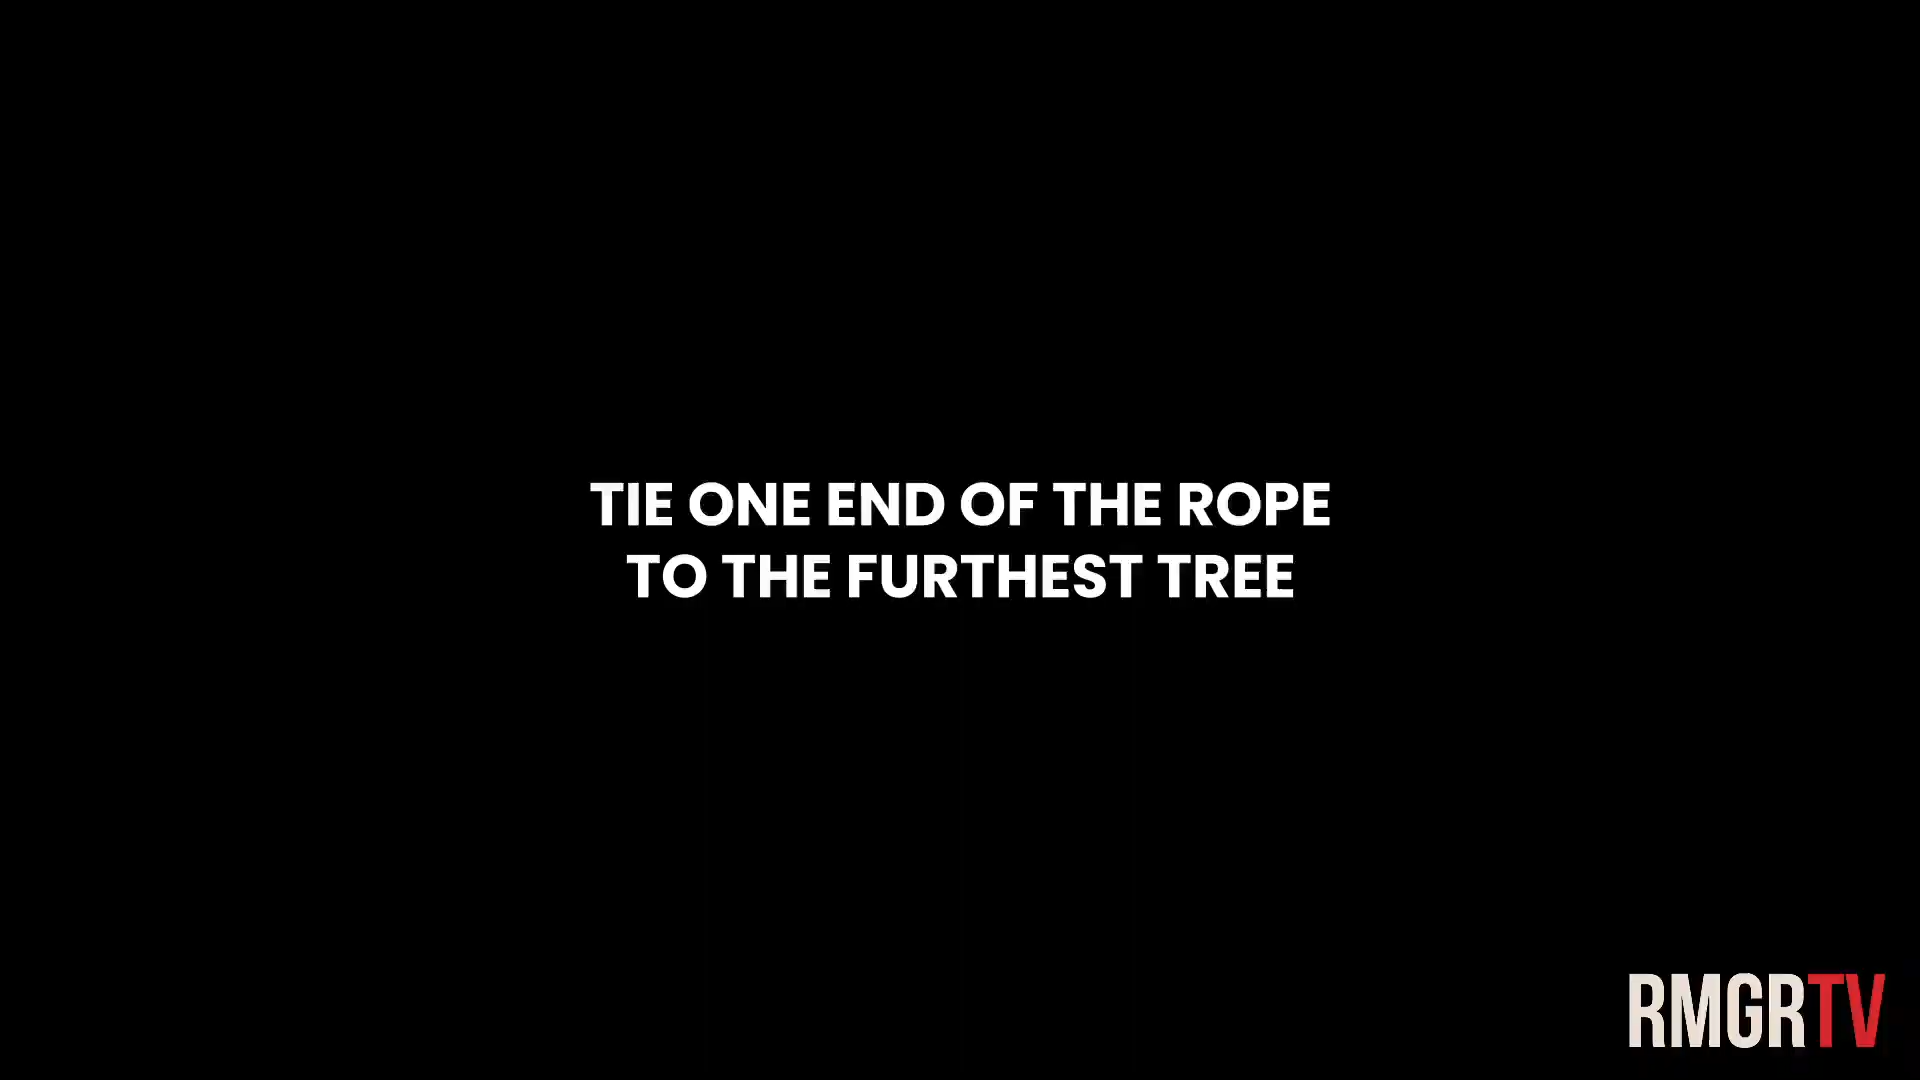 TIE ONE END OF THE ROPE
TO THE FURTHEST TREE
RMGRTV